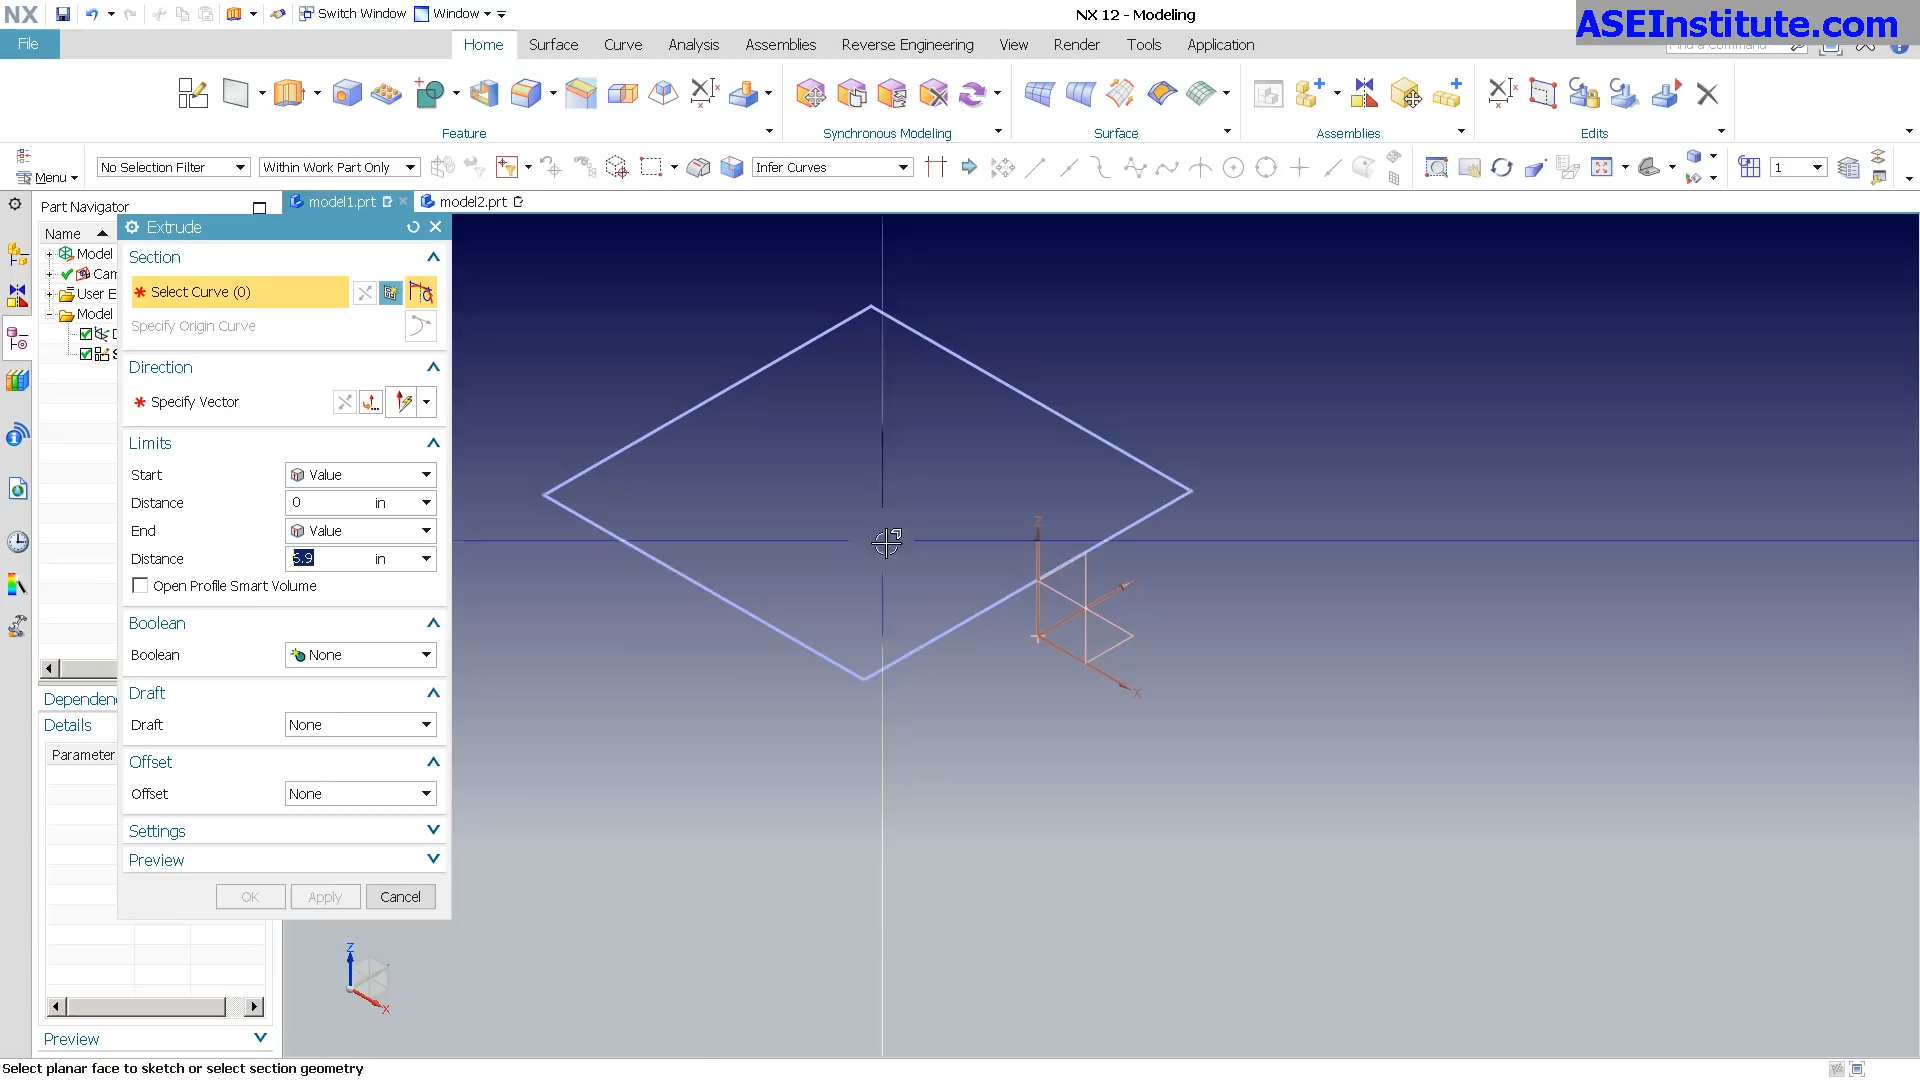 NX
Switch Window
Window
NX 12 - Modeling
ASEInstitute.com
File
Home
Surface
Curve
Analysis
Assemblies
Reverse Engineering
View
Render
Tools
Application
Feature
Synchronous Modeling
Surface
Assemblies
Edits
Menu
No Selection Filter
Within Work Part Only
Infer Curves
1
Part Navigator
model1.prt
model2.prt
Name
Model
Cam
User E
Model
Extrude
Section
* Select Curve (0)
Specify Origin Curve
Direction
* Specify Vector
Limits
Start
Value
Distance
0 in
End
Value
Distance
6.9 in
Open Profile Smart Volume
Boolean
Boolean
None
Draft
Draft
None
Offset
Offset
None
Settings
Preview
OK
Apply
Cancel
Dependen
Details
Parameter
Preview
Z
X
Z
X
Select planar face to sketch or select section geometry